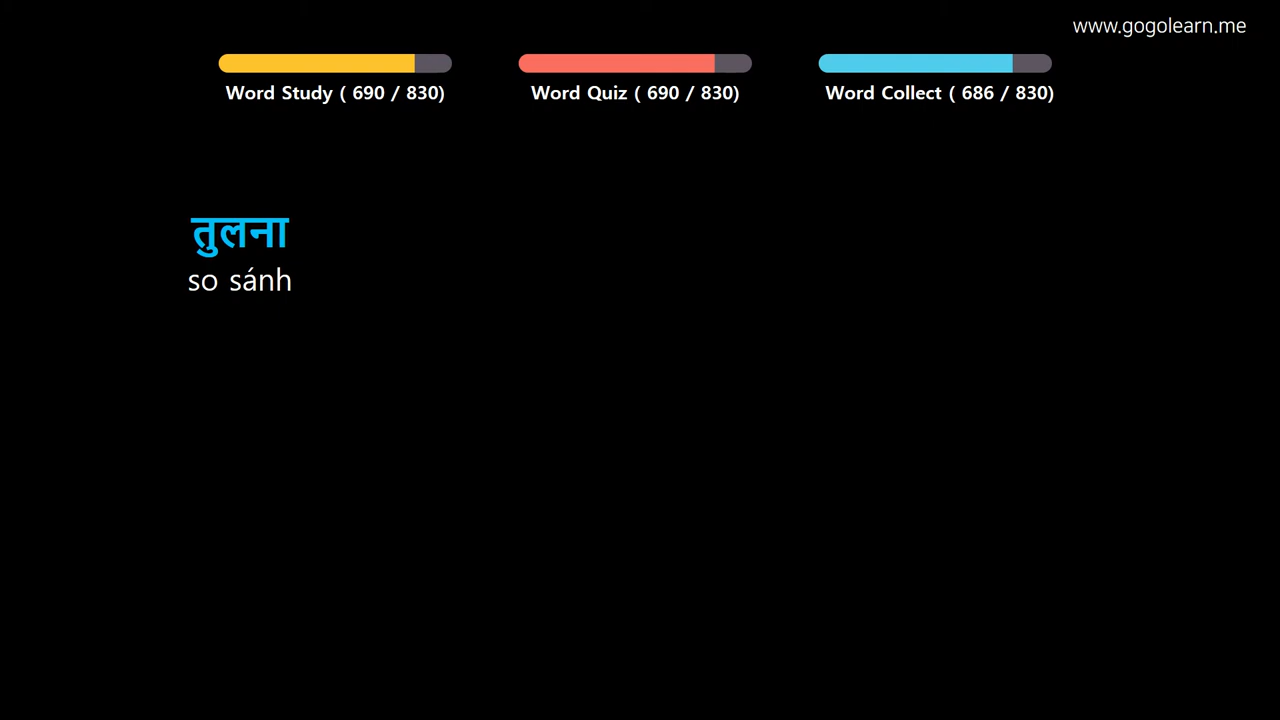 www.gogolearn.me
Word Study ( 690 / 830)
Word Quiz ( 690 / 830)
Word Collect ( 686 / 830)
तुलना
so sánh